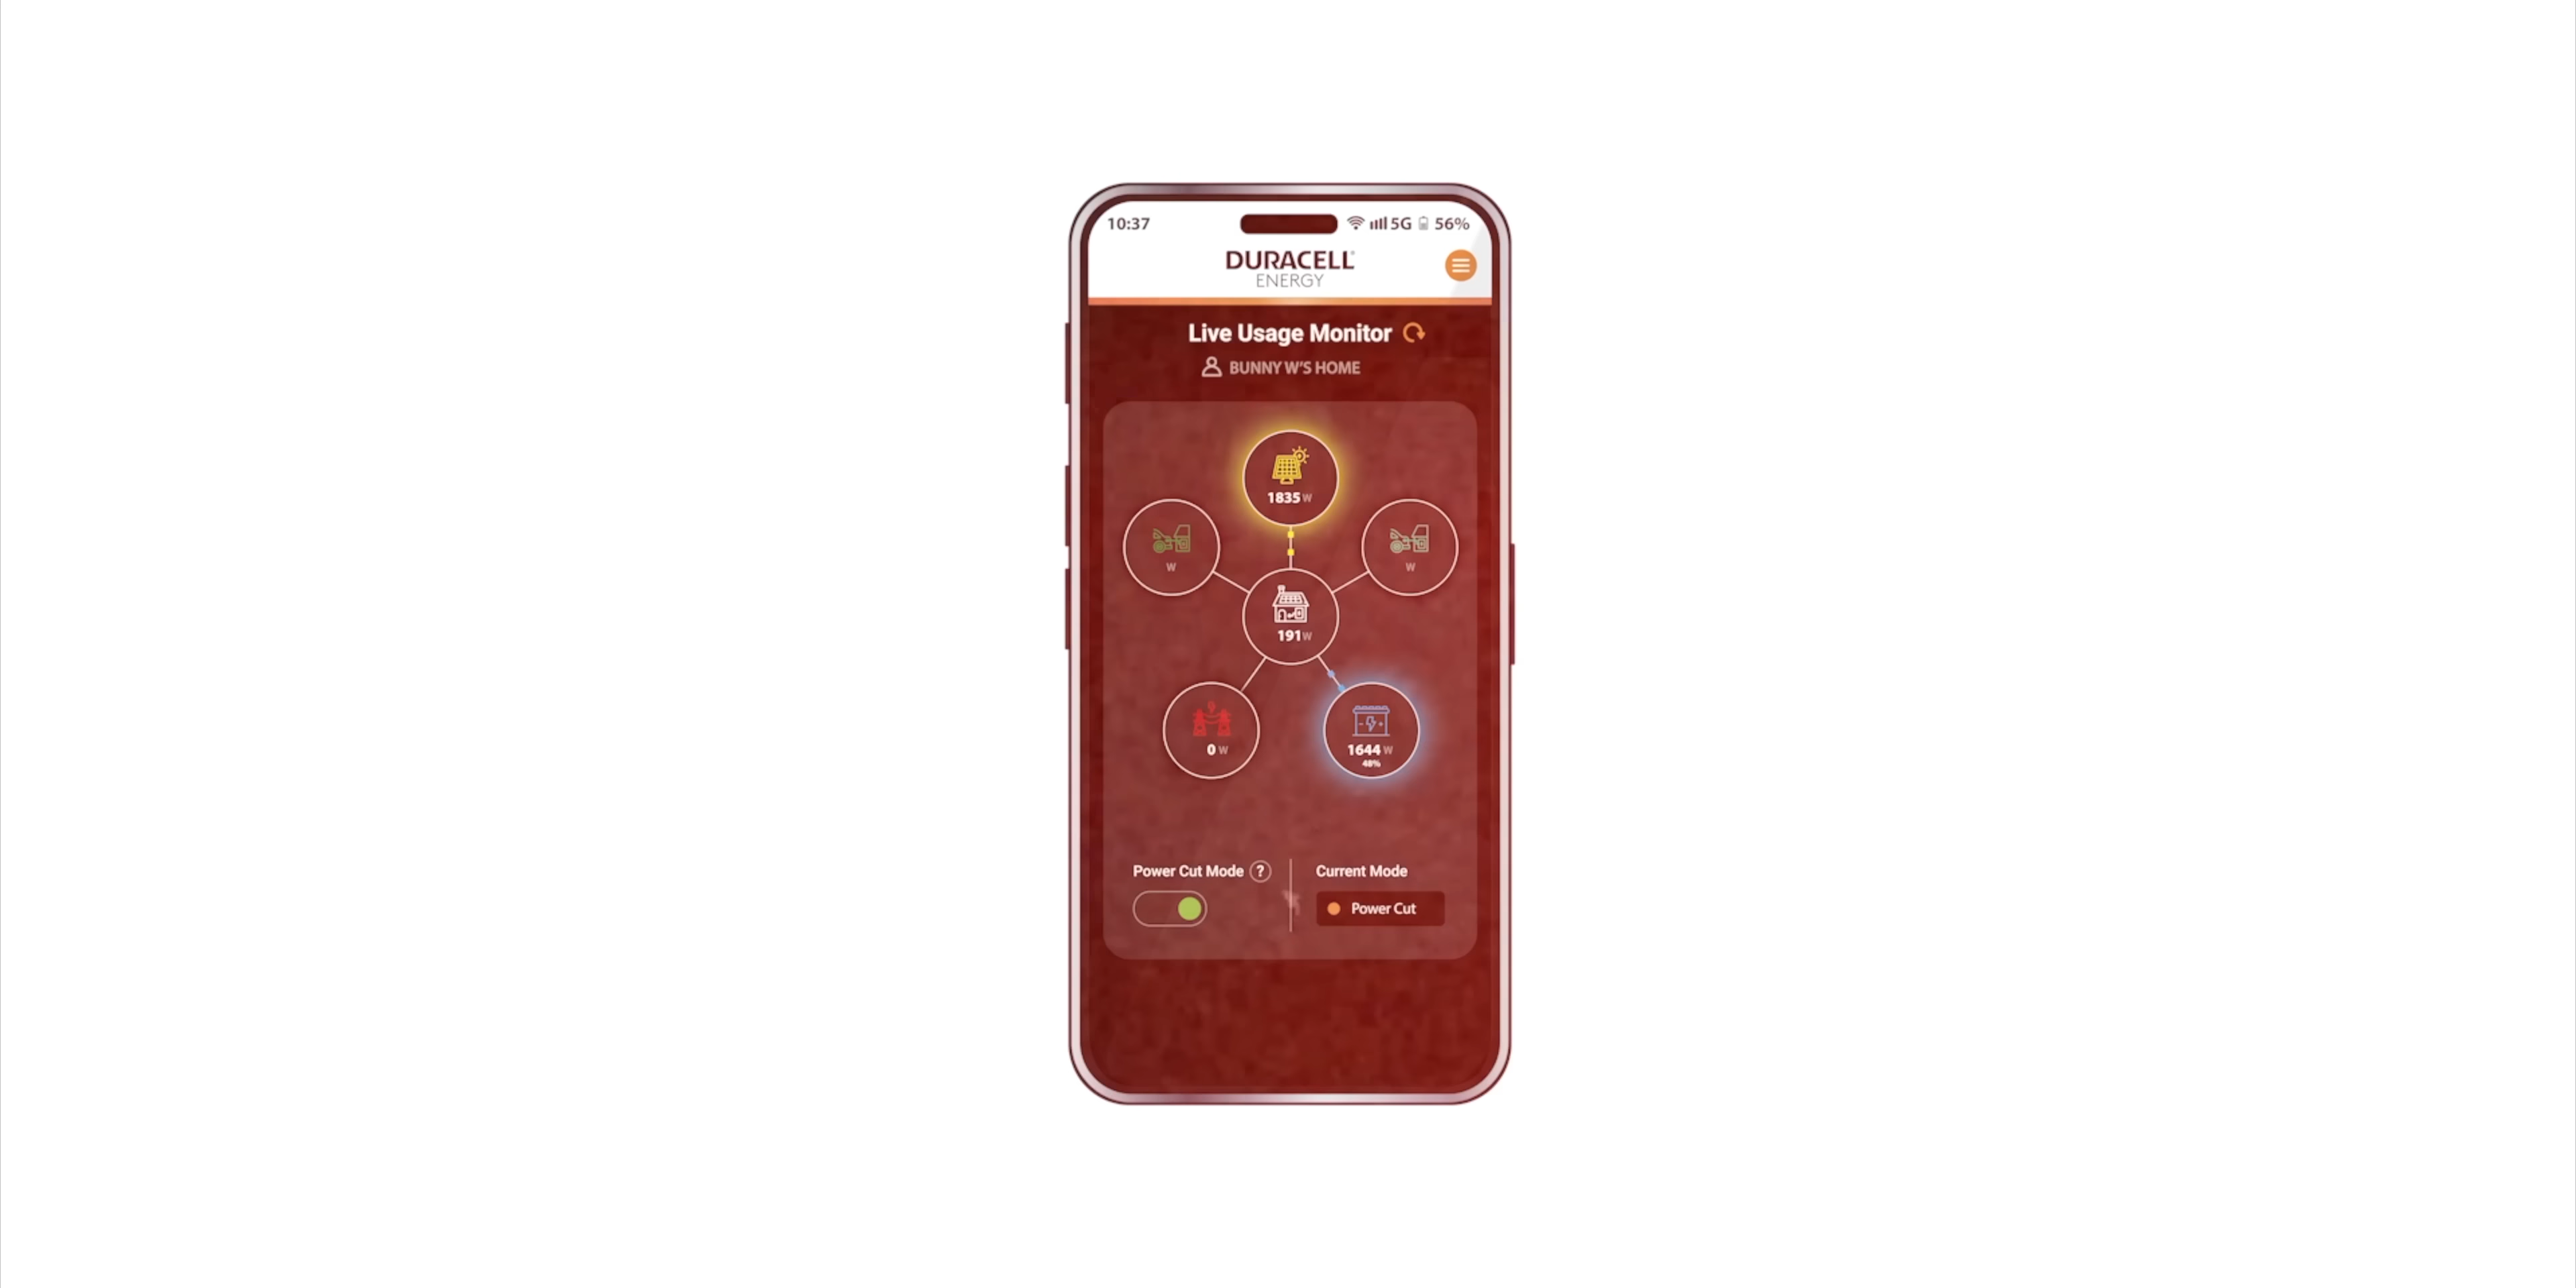 10:37 5G 56%
DURACELL
ENERGY
Live Usage Monitor
BUNNY W'S HOME
1835 W
W W
191 W
0 W 1644 W
48%
Power Cut Mode ? Current Mode
Power Cut